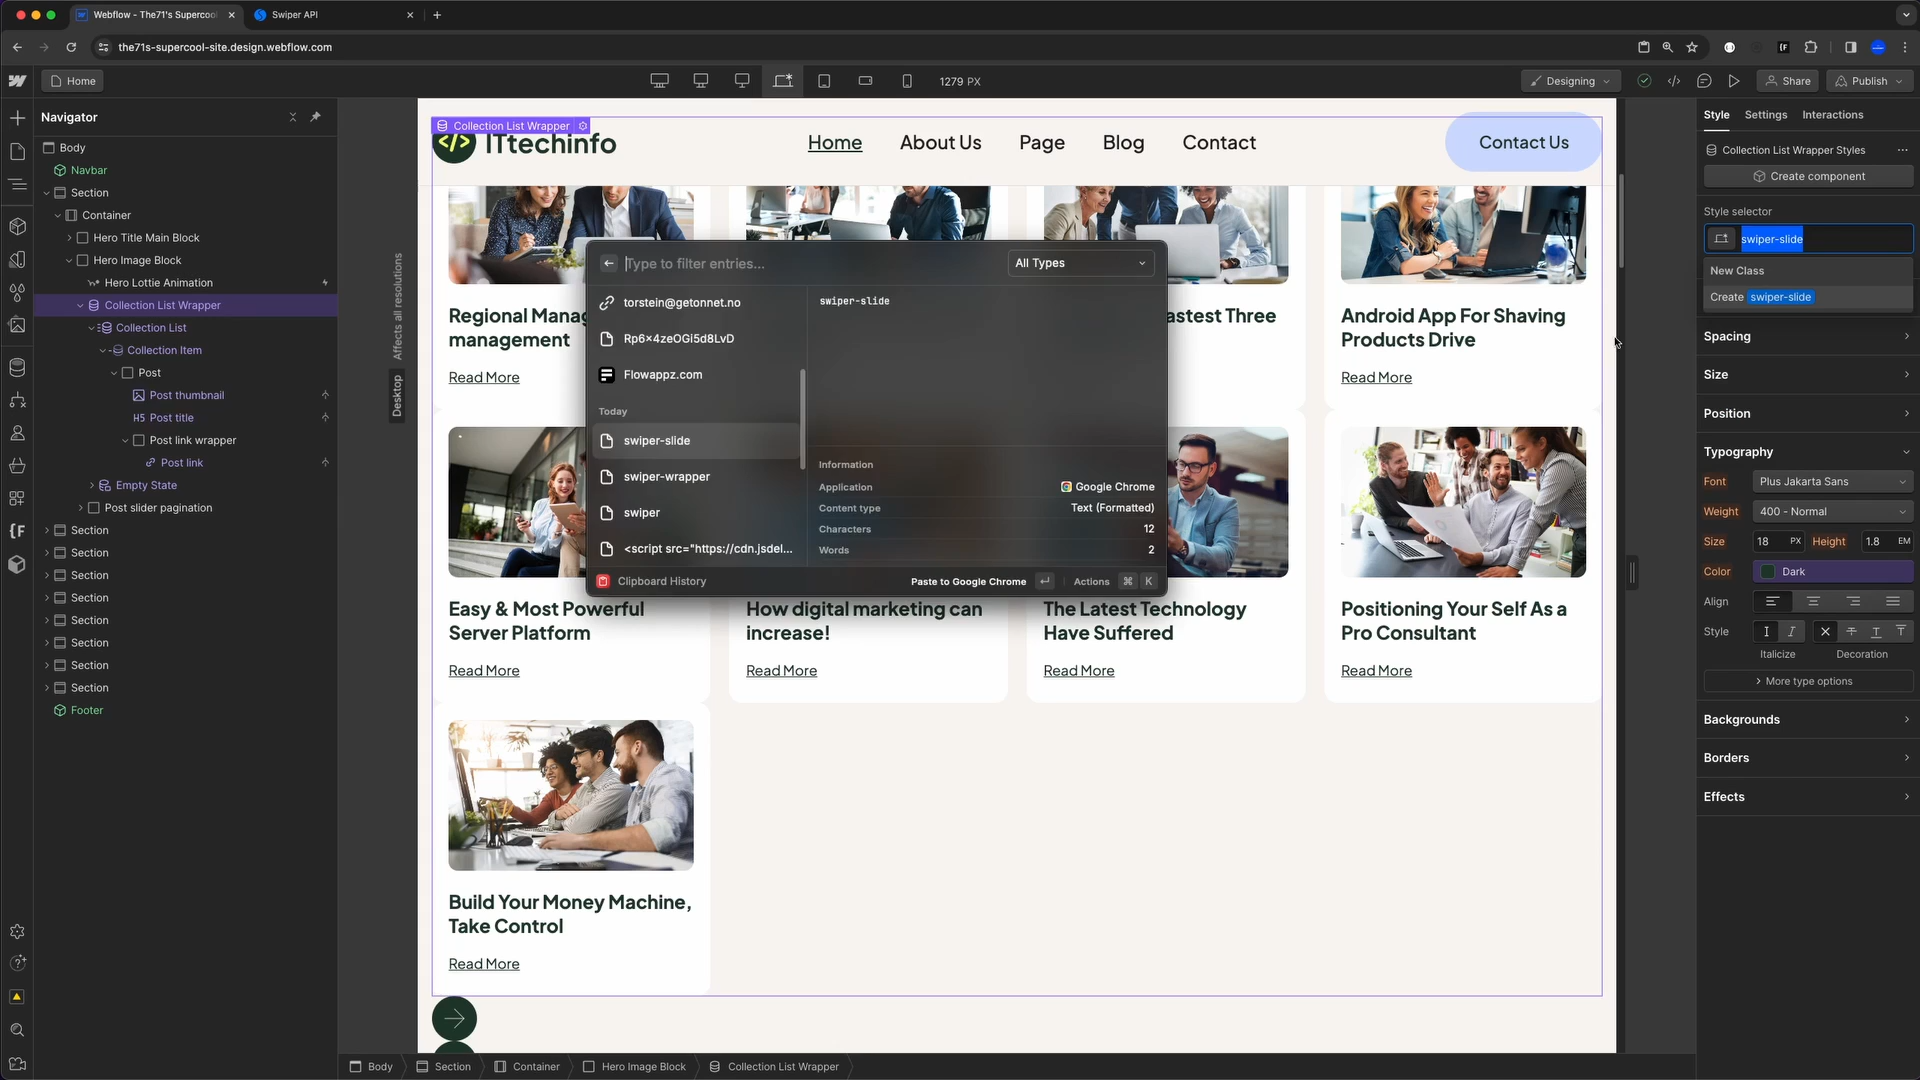 Webflow - The71's Supercool
Swiper API
the71s-supercool-site.design.webflow.com
Home
1279 PX
Designing
Share
Publish
Navigator
Body
Navbar
Section
Container
Hero Title Main Block
Hero Image Block
Hero Lottie Animation
Collection List Wrapper
Collection List
Collection Item
Post
Post thumbnail
H5 Post title
Post link wrapper
Post link
Empty State
Post slider pagination
Section
Section
Section
Section
Section
Section
Section
Section
Footer
Affects all resolutions
Desktop
Collection List Wrapper
ITtechinfo
Home
About Us
Page
Blog
Contact
Contact Us
Regional Mana
management
Read More
astest Three
Android App For Shaving
Products Drive
Read More
Type to filter entries...
All Types
torstein@getonnet.no
Rp6x4zeOGi5d8LvD
Flowappz.com
Today
swiper-slide
swiper-wrapper
swiper
<script src="https://cdn.jsdel...
swiper-slide
Information
Application
Google Chrome
Content type
Text (Formatted)
Characters
12
Words
2
Clipboard History
Paste to Google Chrome
Actions
⌘
K
Easy & Most Powerful
Server Platform
Read More
How digital marketing can
increase!
Read More
The Latest Technology
Have Suffered
Read More
Positioning Your Self As a
Pro Consultant
Read More
Build Your Money Machine,
Take Control
Read More
Body
Section
Container
Hero Image Block
Collection List Wrapper
Style
Settings
Interactions
Collection List Wrapper Styles
Create component
Style selector
swiper-slide
New Class
Create swiper-slide
Spacing
Size
Position
Typography
Font
Plus Jakarta Sans
Weight
400 - Normal
Size
18 PX
Height
1.8 EM
Color
Dark
Align
Style
Italicize
Decoration
More type options
Backgrounds
Borders
Effects